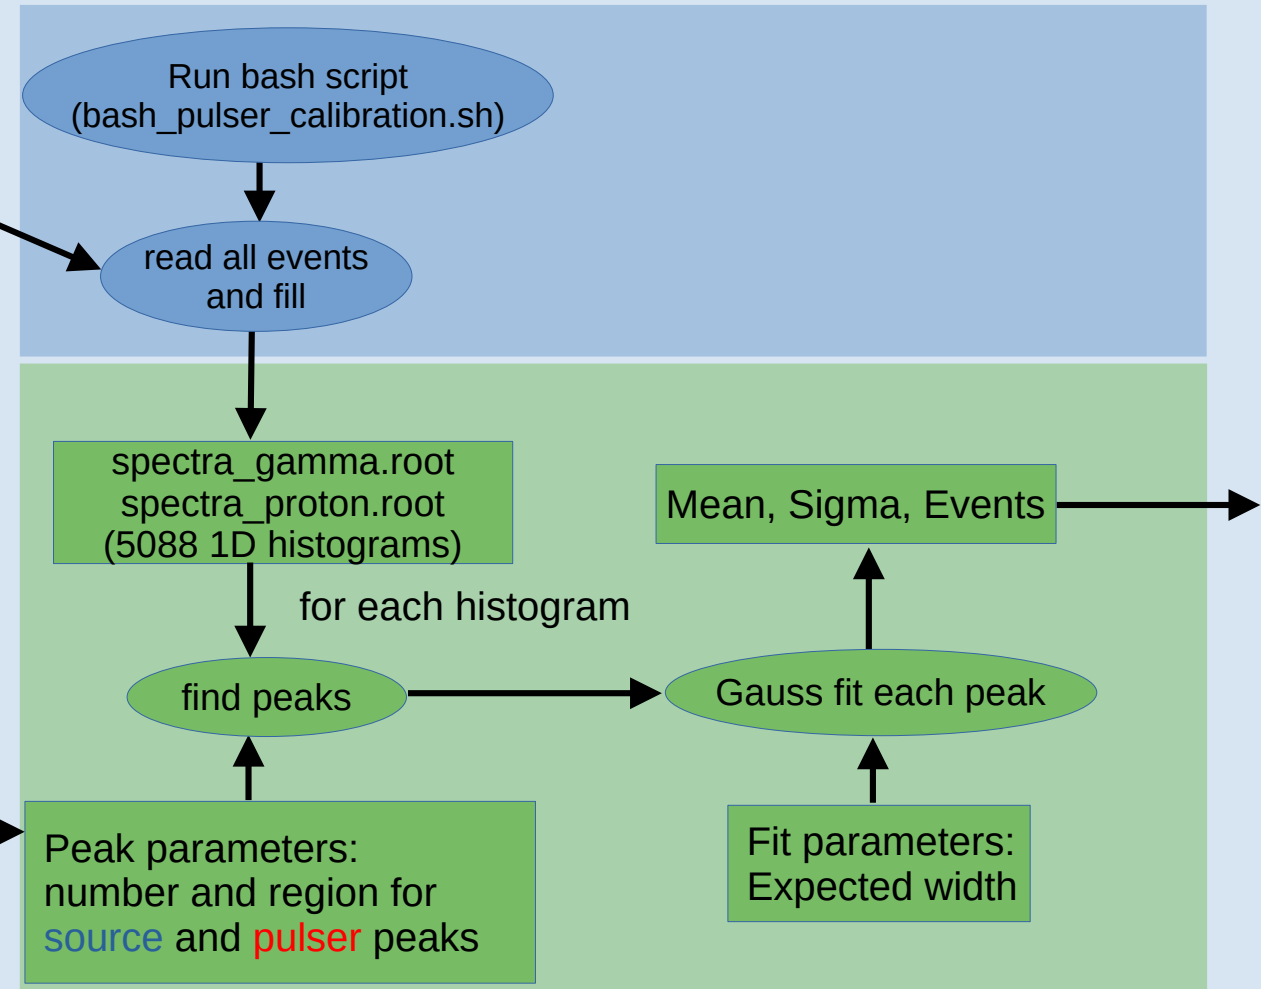 Run bash script
(bash_pulser_calibration.sh)
read all events
and fill
spectra_gamma.root
spectra_proton.root
(5088 1D histograms)
Mean, Sigma, Events
for each histogram
find peaks
Gauss fit each peak
Peak parameters:
number and region for
source and pulser peaks
Fit parameters:
Expected width